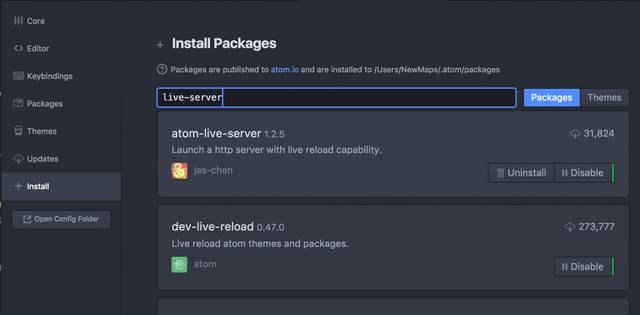 Core
Editor
Keybindings
Packages
Themes
Updates
+ Install
Open Config Folder
+ Install Packages
? Packages are published to atom.io and are installed to /Users/NewMaps/.atom/packages
live-server
Packages Themes
atom-live-server 1.2.5 31,824
Launch a http server with live reload capability.
jas-chen Uninstall Disable
dev-live-reload 0.47.0 273,777
Live reload atom themes and packages.
atom Disable